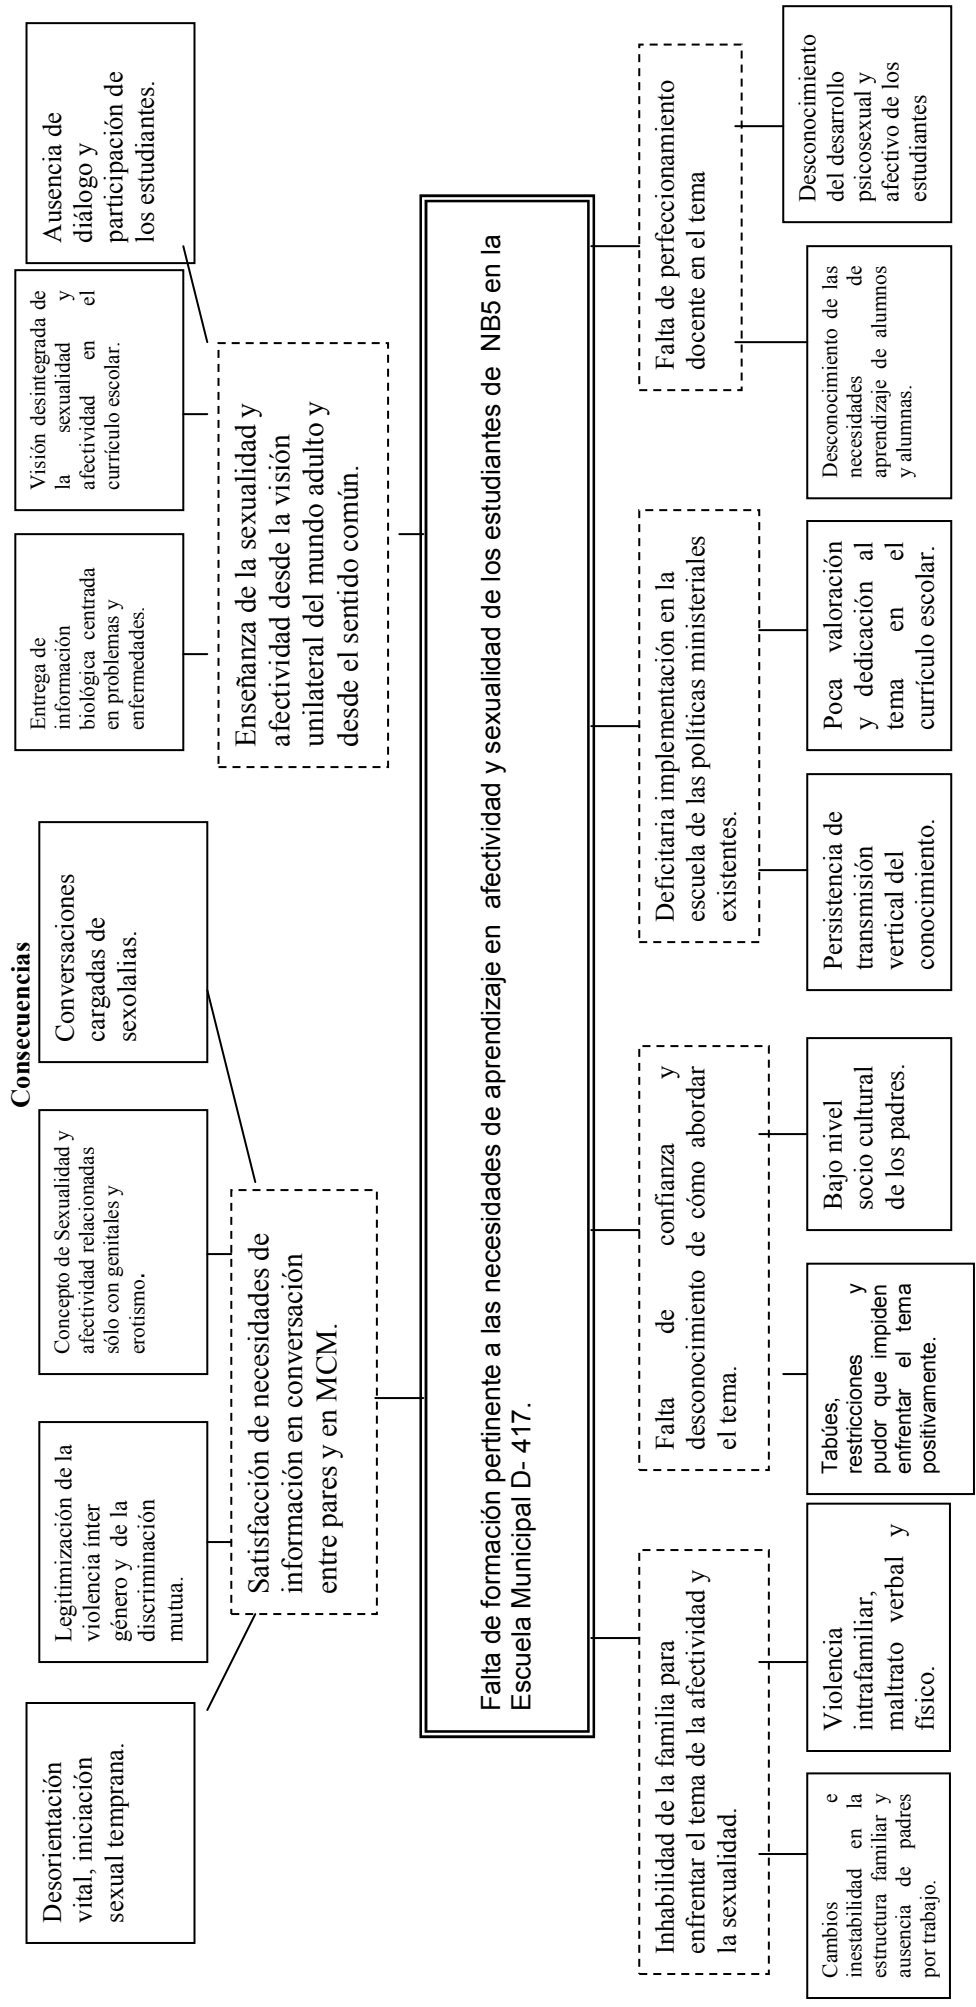 Consecuencias
Desorientación
vital, iniciación
sexual temprana.
Legitimización de la
violencia ínter
género y de la
discriminación
mutua.
Concepto de Sexualidad y
afectividad relacionadas
sólo con genitales y
erotismo.
Conversaciones
cargadas de
sexolalias.
Entrega de
información
biológica centrada
en problemas y
enfermedades.
Visión desintegrada de
la sexualidad y
afectividad en el
currículo escolar.
Ausencia de
diálogo y
participación de
los estudiantes.
Satisfacción de necesidades de
información en conversación
entre pares y en MCM.
Enseñanza de la sexualidad y
afectividad desde la visión
unilateral del mundo adulto y
desde el sentido común.
Falta de formación pertinente a las necesidades de aprendizaje en afectividad y sexualidad de los estudiantes de NB5 en la
Escuela Municipal D- 417.
Inhabilidad de la familia para
enfrentar el tema de la afectividad y
la sexualidad.
Falta de confianza y
desconocimiento de cómo abordar
el tema.
Deficitaria implementación en la
escuela de las políticas ministeriales
existentes.
Falta de perfeccionamiento
docente en el tema
Cambios e
inestabilidad en la
estructura familiar y
ausencia de padres
por trabajo.
Violencia
intrafamiliar,
maltrato verbal y
físico.
Tabúes,
restricciones y
pudor que impiden
enfrentar el tema
positivamente.
Bajo nivel
socio cultural
de los padres.
Persistencia de
transmisión
vertical del
conocimiento.
Poca valoración
y dedicación al
tema en el
currículo escolar.
Desconocimiento de las
necesidades de
aprendizaje de alumnos
y alumnas.
Desconocimiento
del desarrollo
psicosexual y
afectivo de los
estudiantes